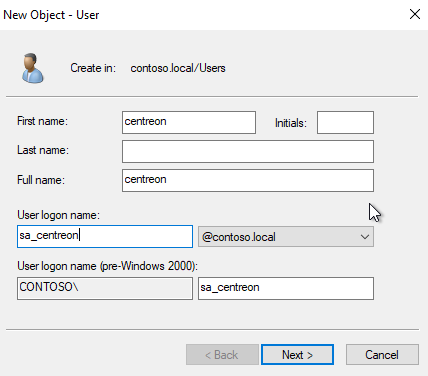 New Object - User
Create in: contoso.local/Users
First name: centreon Initials:
Last name:
Full name: centreon
User logon name:
sa_centreon @contoso.local
User logon name (pre-Windows 2000):
CONTOSO\ sa_centreon
< Back Next > Cancel